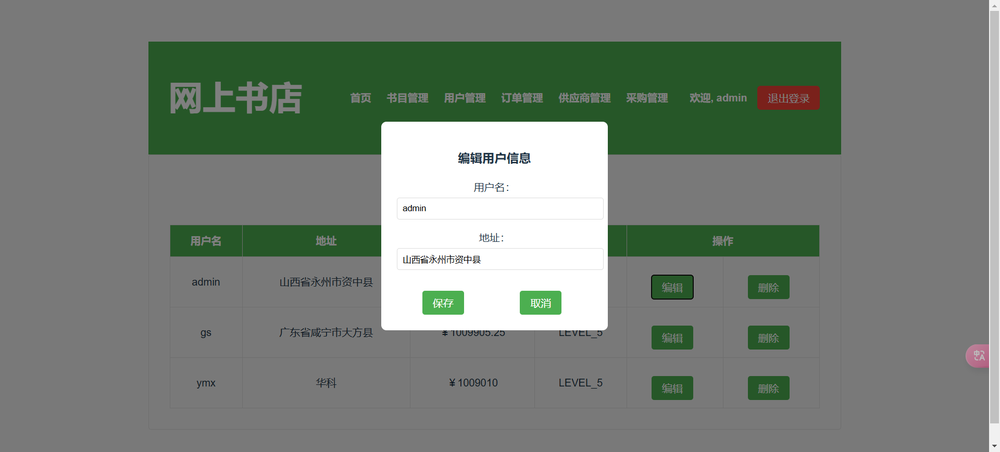 网上书店
首页 书目管理 用户管理 订单管理 供应商管理 采购管理 欢迎, admin 退出登录
编辑用户信息
用户名：
admin
地址：
山西省永州市资中县
保存 取消
用户名 地址 操作
admin 山西省永州市资中县 编辑 删除
gs 广东省咸宁市大方县 ¥ 1009905.25 LEVEL_5 编辑 删除
ymx 华科 ¥ 1009010 LEVEL_5 编辑 删除